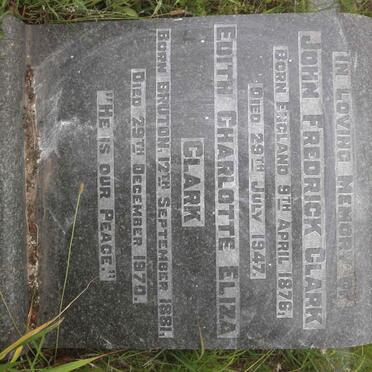 IN LOVING MEMORY OF
JOHN FREDRICK CLARK
BORN ENGLAND 9TH APRIL 1876,
DIED 29TH JULY 1947.
EDITH CHARLOTTE ELIZA
CLARK
BORN BRUTON. 12TH SEPTEMBER 1881.
DIED 29TH DECEMBER 1970.
"HE IS OUR PEACE."